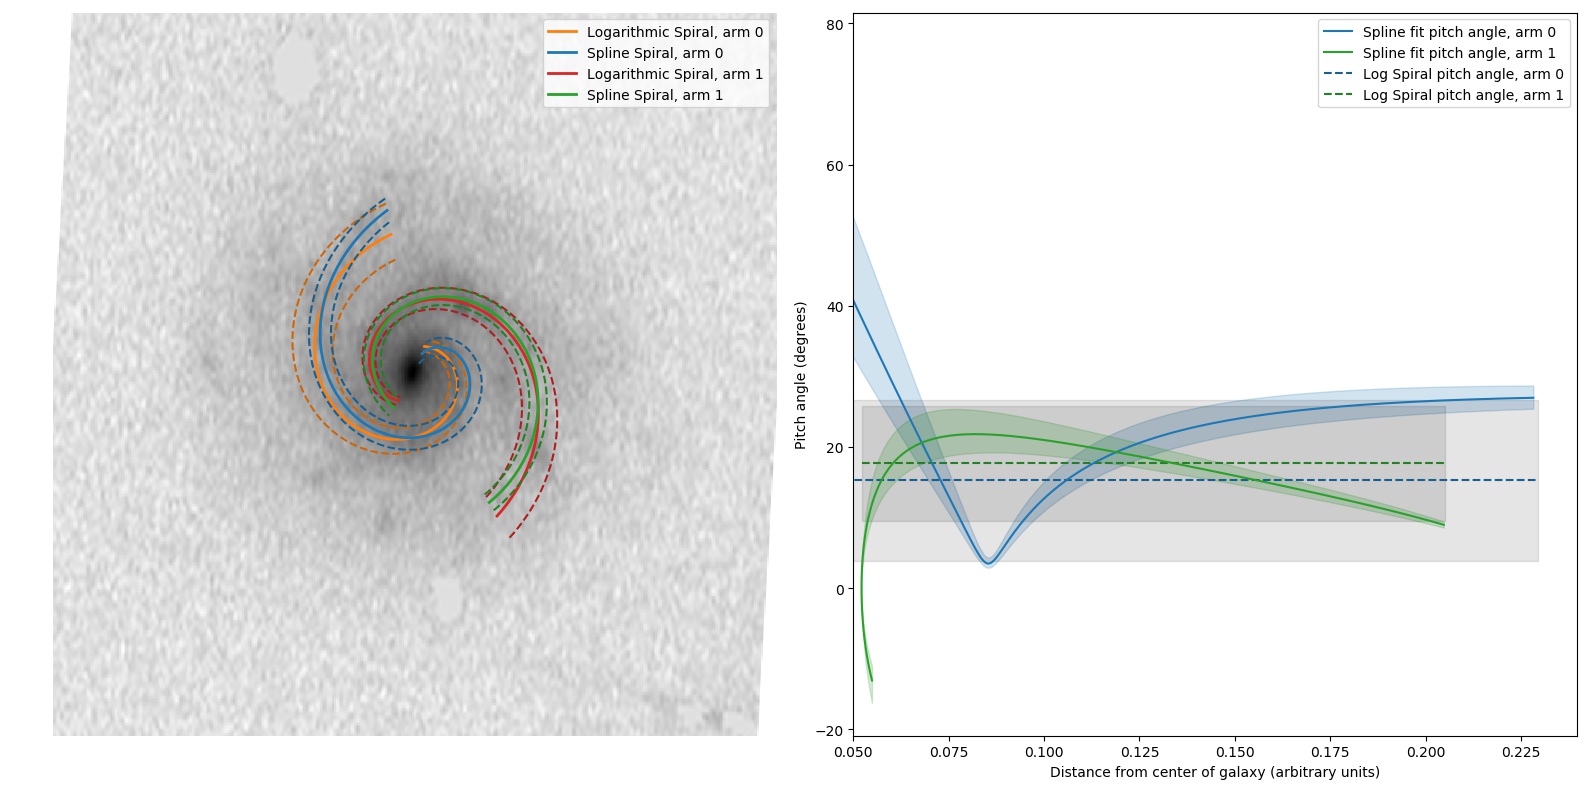 Logarithmic Spiral, arm 0
Spline Spiral, arm 0
Logarithmic Spiral, arm 1
Spline Spiral, arm 1
Spline fit pitch angle, arm 0
Spline fit pitch angle, arm 1
Log Spiral pitch angle, arm 0
Log Spiral pitch angle, arm 1
Pitch angle (degrees)
80
60
40
20
0
−20
0.050 0.075 0.100 0.125 0.150 0.175 0.200 0.225
Distance from center of galaxy (arbitrary units)